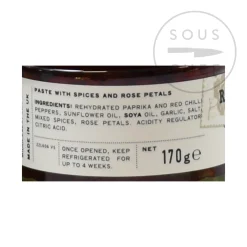 SOUS
PASTE WITH SPICES AND ROSE PETALS
INGREDIENTS: REHYDRATED PAPRIKA AND RED CHILLI
PEPPERS, SUNFLOWER OIL, SOYA OIL, GARLIC, SALT,
MIXED SPICES, ROSE PETALS. ACIDITY REGULATOR:
CITRIC ACID.
MADE IN THE UK
ONCE OPENED, KEEP
REFRIGERATED FOR
UP TO 4 WEEKS.
NET
170g e